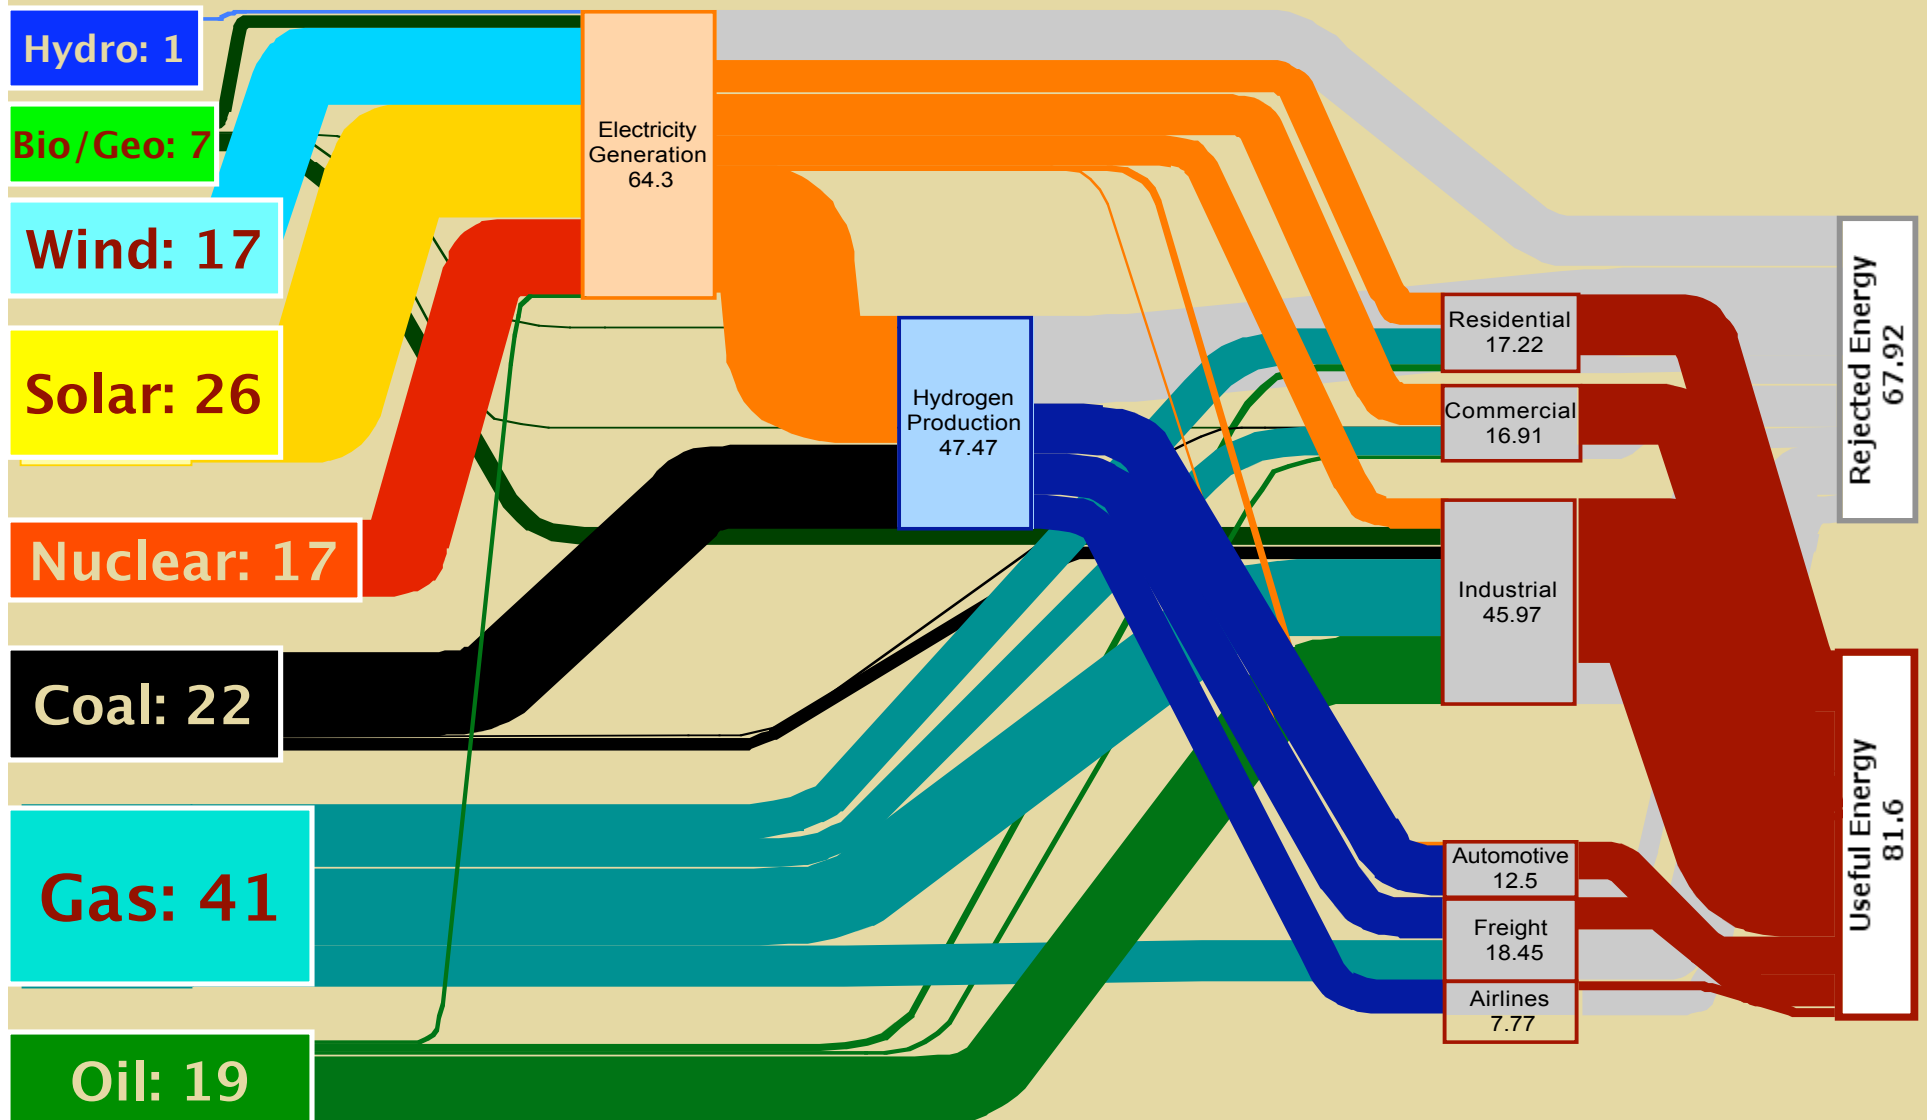 Hydro: 1
Bio/Geo: 7
Wind: 17
Solar: 26
Nuclear: 17
Coal: 22
Gas: 41
Oil: 19
Electricity
Generation
64.3
Hydrogen
Production
47.47
Residential
17.22
Commercial
16.91
Industrial
45.97
Automotive
12.5
Freight
18.45
Airlines
7.77
Rejected Energy
67.92
Useful Energy
81.6